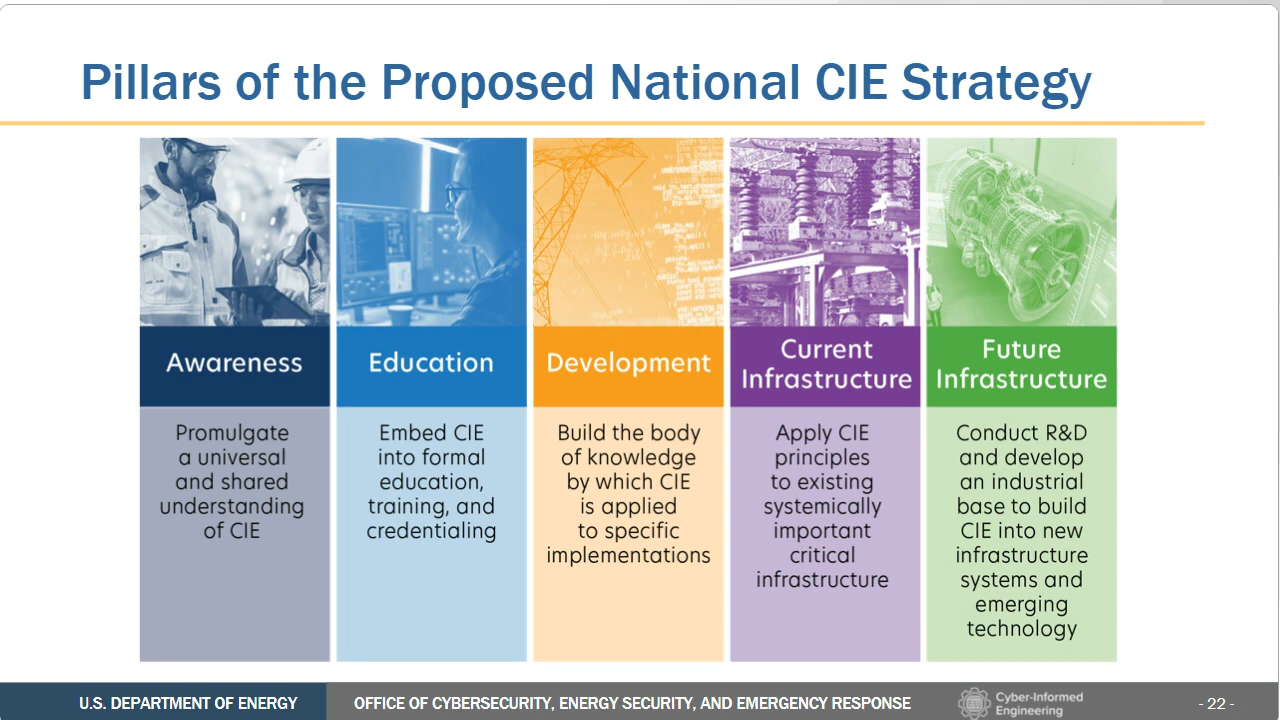 Pillars of the Proposed National CIE Strategy
Awareness
Promulgate
a universal
and shared
understanding
of CIE
Education
Embed CIE
into formal
education,
training, and
credentialing
Development
Build the body
of knowledge
by which CIE
is applied
to specific
implementations
Current
Infrastructure
Apply CIE
principles
to existing
systemically
important
critical
infrastructure
Future
Infrastructure
Conduct R&D
and develop
an industrial
base to build
CIE into new
infrastructure
systems and
emerging
technology
U.S. DEPARTMENT OF ENERGY
OFFICE OF CYBERSECURITY, ENERGY SECURITY, AND EMERGENCY RESPONSE
Cyber-Informed
Engineering
- 22 -